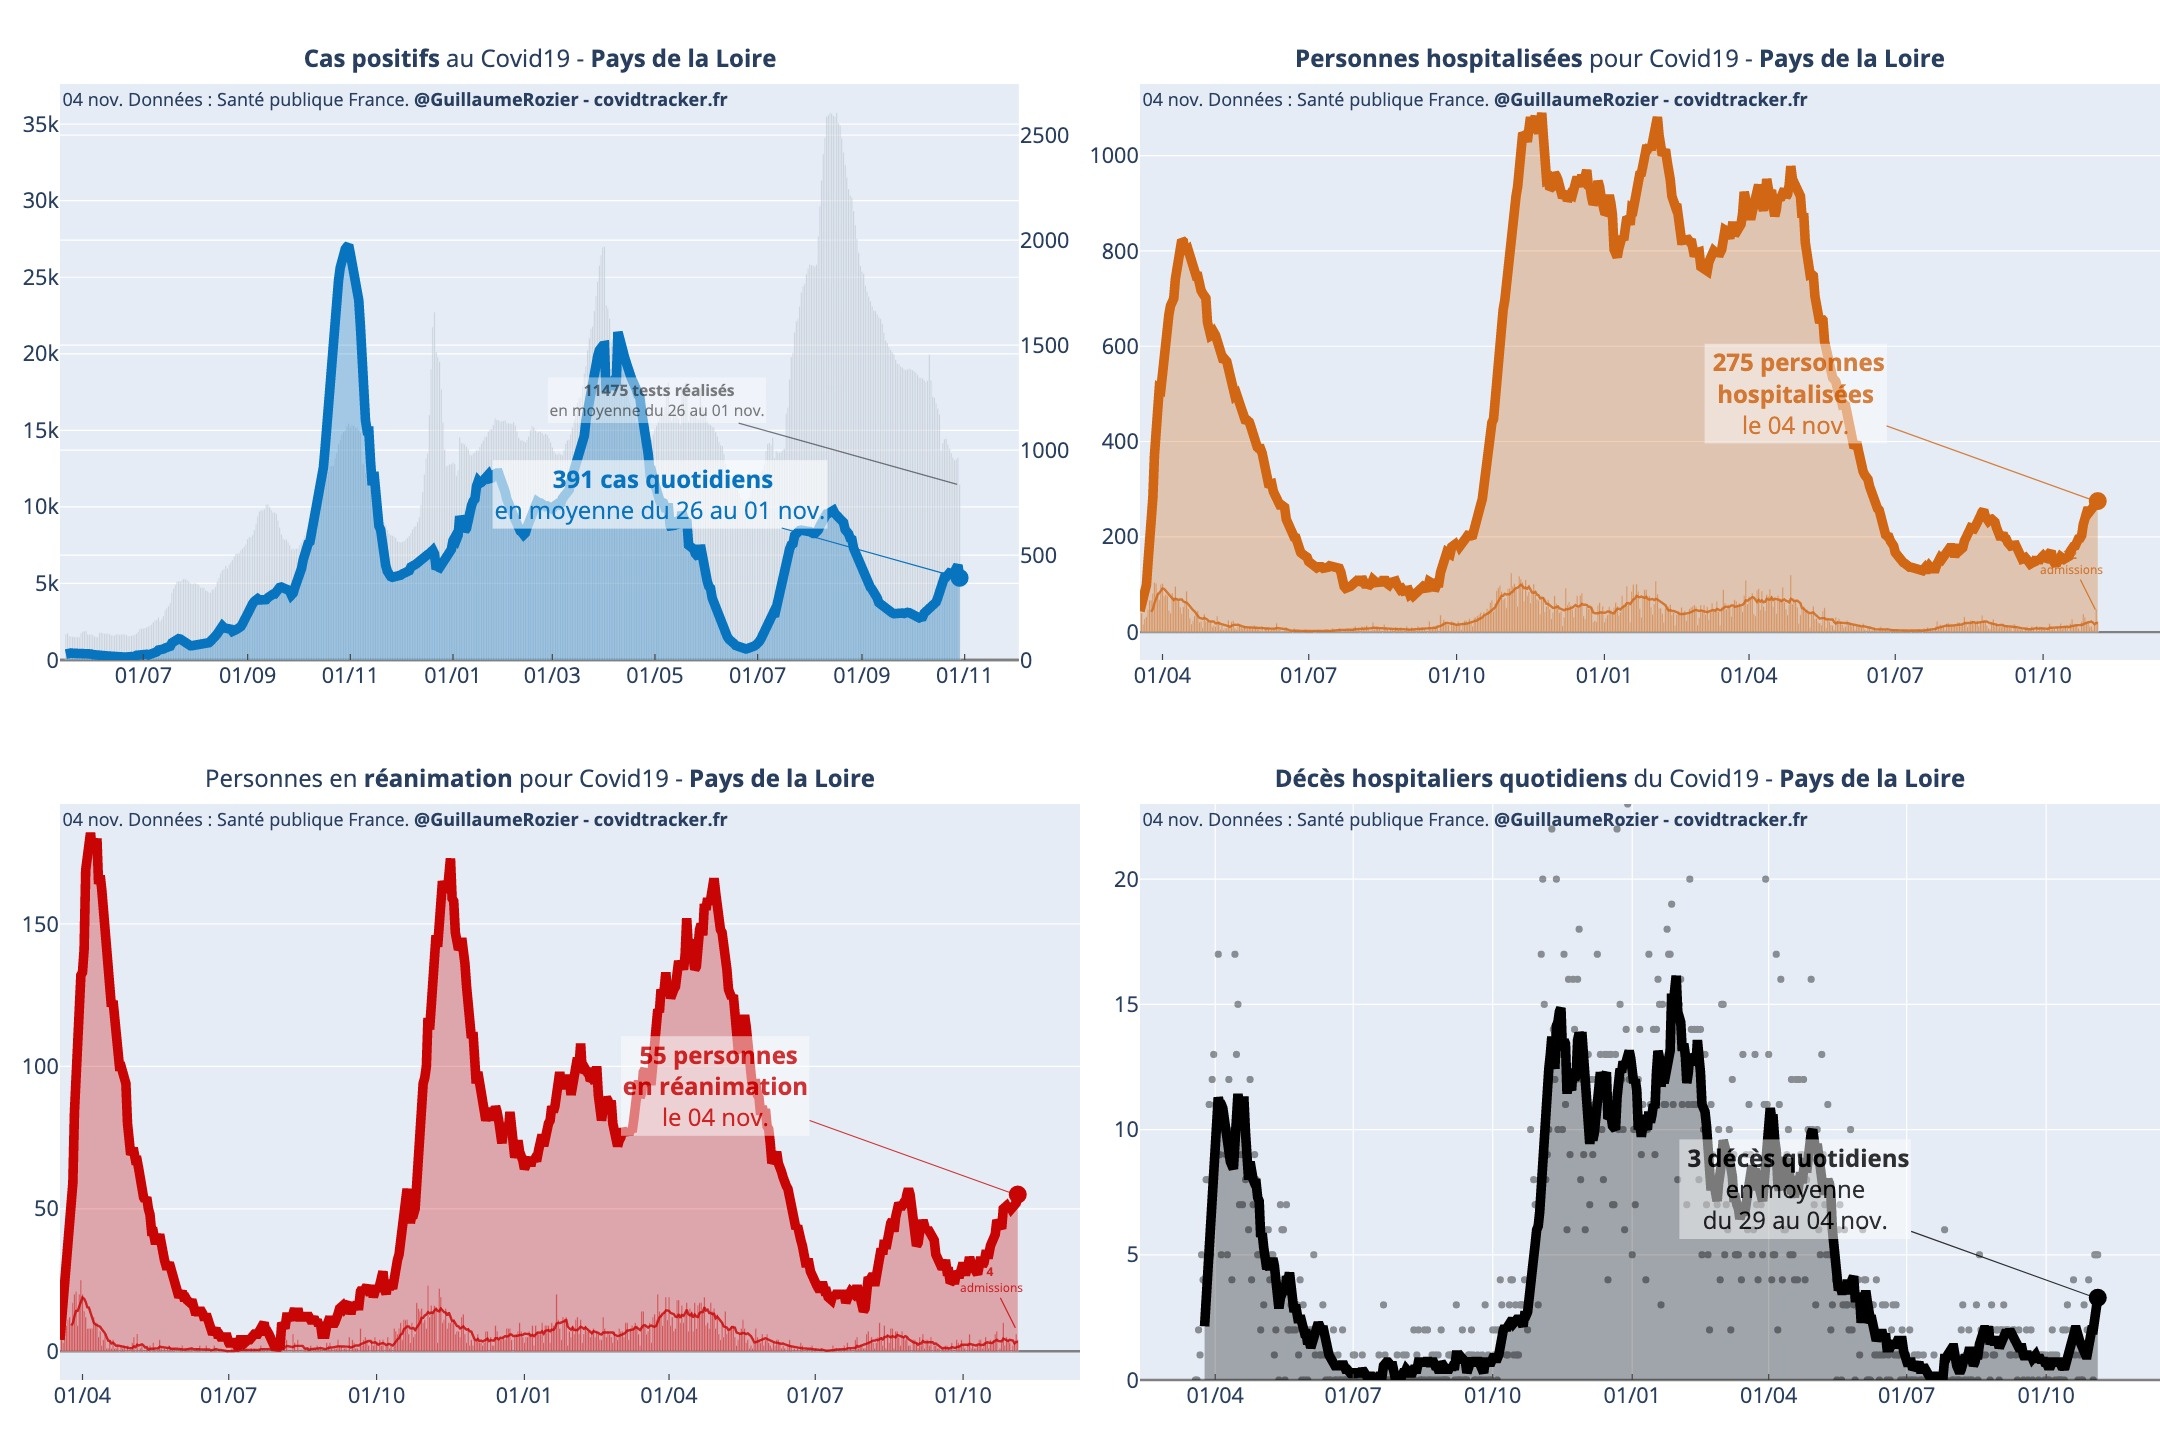 Cas positifs au Covid19 - Pays de la Loire
04 nov. Données : Santé publique France. @GuillaumeRozier - covidtracker.fr
35k
30k
25k
20k
15k
10k
5k
0
2500
2000
1500
1000
500
0
11475 tests réalisés
en moyenne du 26 au 01 nov.
391 cas quotidiens
en moyenne du 26 au 01 nov.
01/07 01/09 01/11 01/01 01/03 01/05 01/07 01/09 01/11
Personnes hospitalisées pour Covid19 - Pays de la Loire
04 nov. Données : Santé publique France. @GuillaumeRozier - covidtracker.fr
1000
800
600
400
200
0
275 personnes
hospitalisées
le 04 nov.
admissions
01/04 01/07 01/10 01/01 01/04 01/07 01/10
Personnes en réanimation pour Covid19 - Pays de la Loire
04 nov. Données : Santé publique France. @GuillaumeRozier - covidtracker.fr
150
100
50
0
55 personnes
en réanimation
le 04 nov.
4
admissions
01/04 01/07 01/10 01/01 01/04 01/07 01/10
Décès hospitaliers quotidiens du Covid19 - Pays de la Loire
04 nov. Données : Santé publique France. @GuillaumeRozier - covidtracker.fr
20
15
10
5
0
3 décès quotidiens
en moyenne
du 29 au 04 nov.
01/04 01/07 01/10 01/01 01/04 01/07 01/10